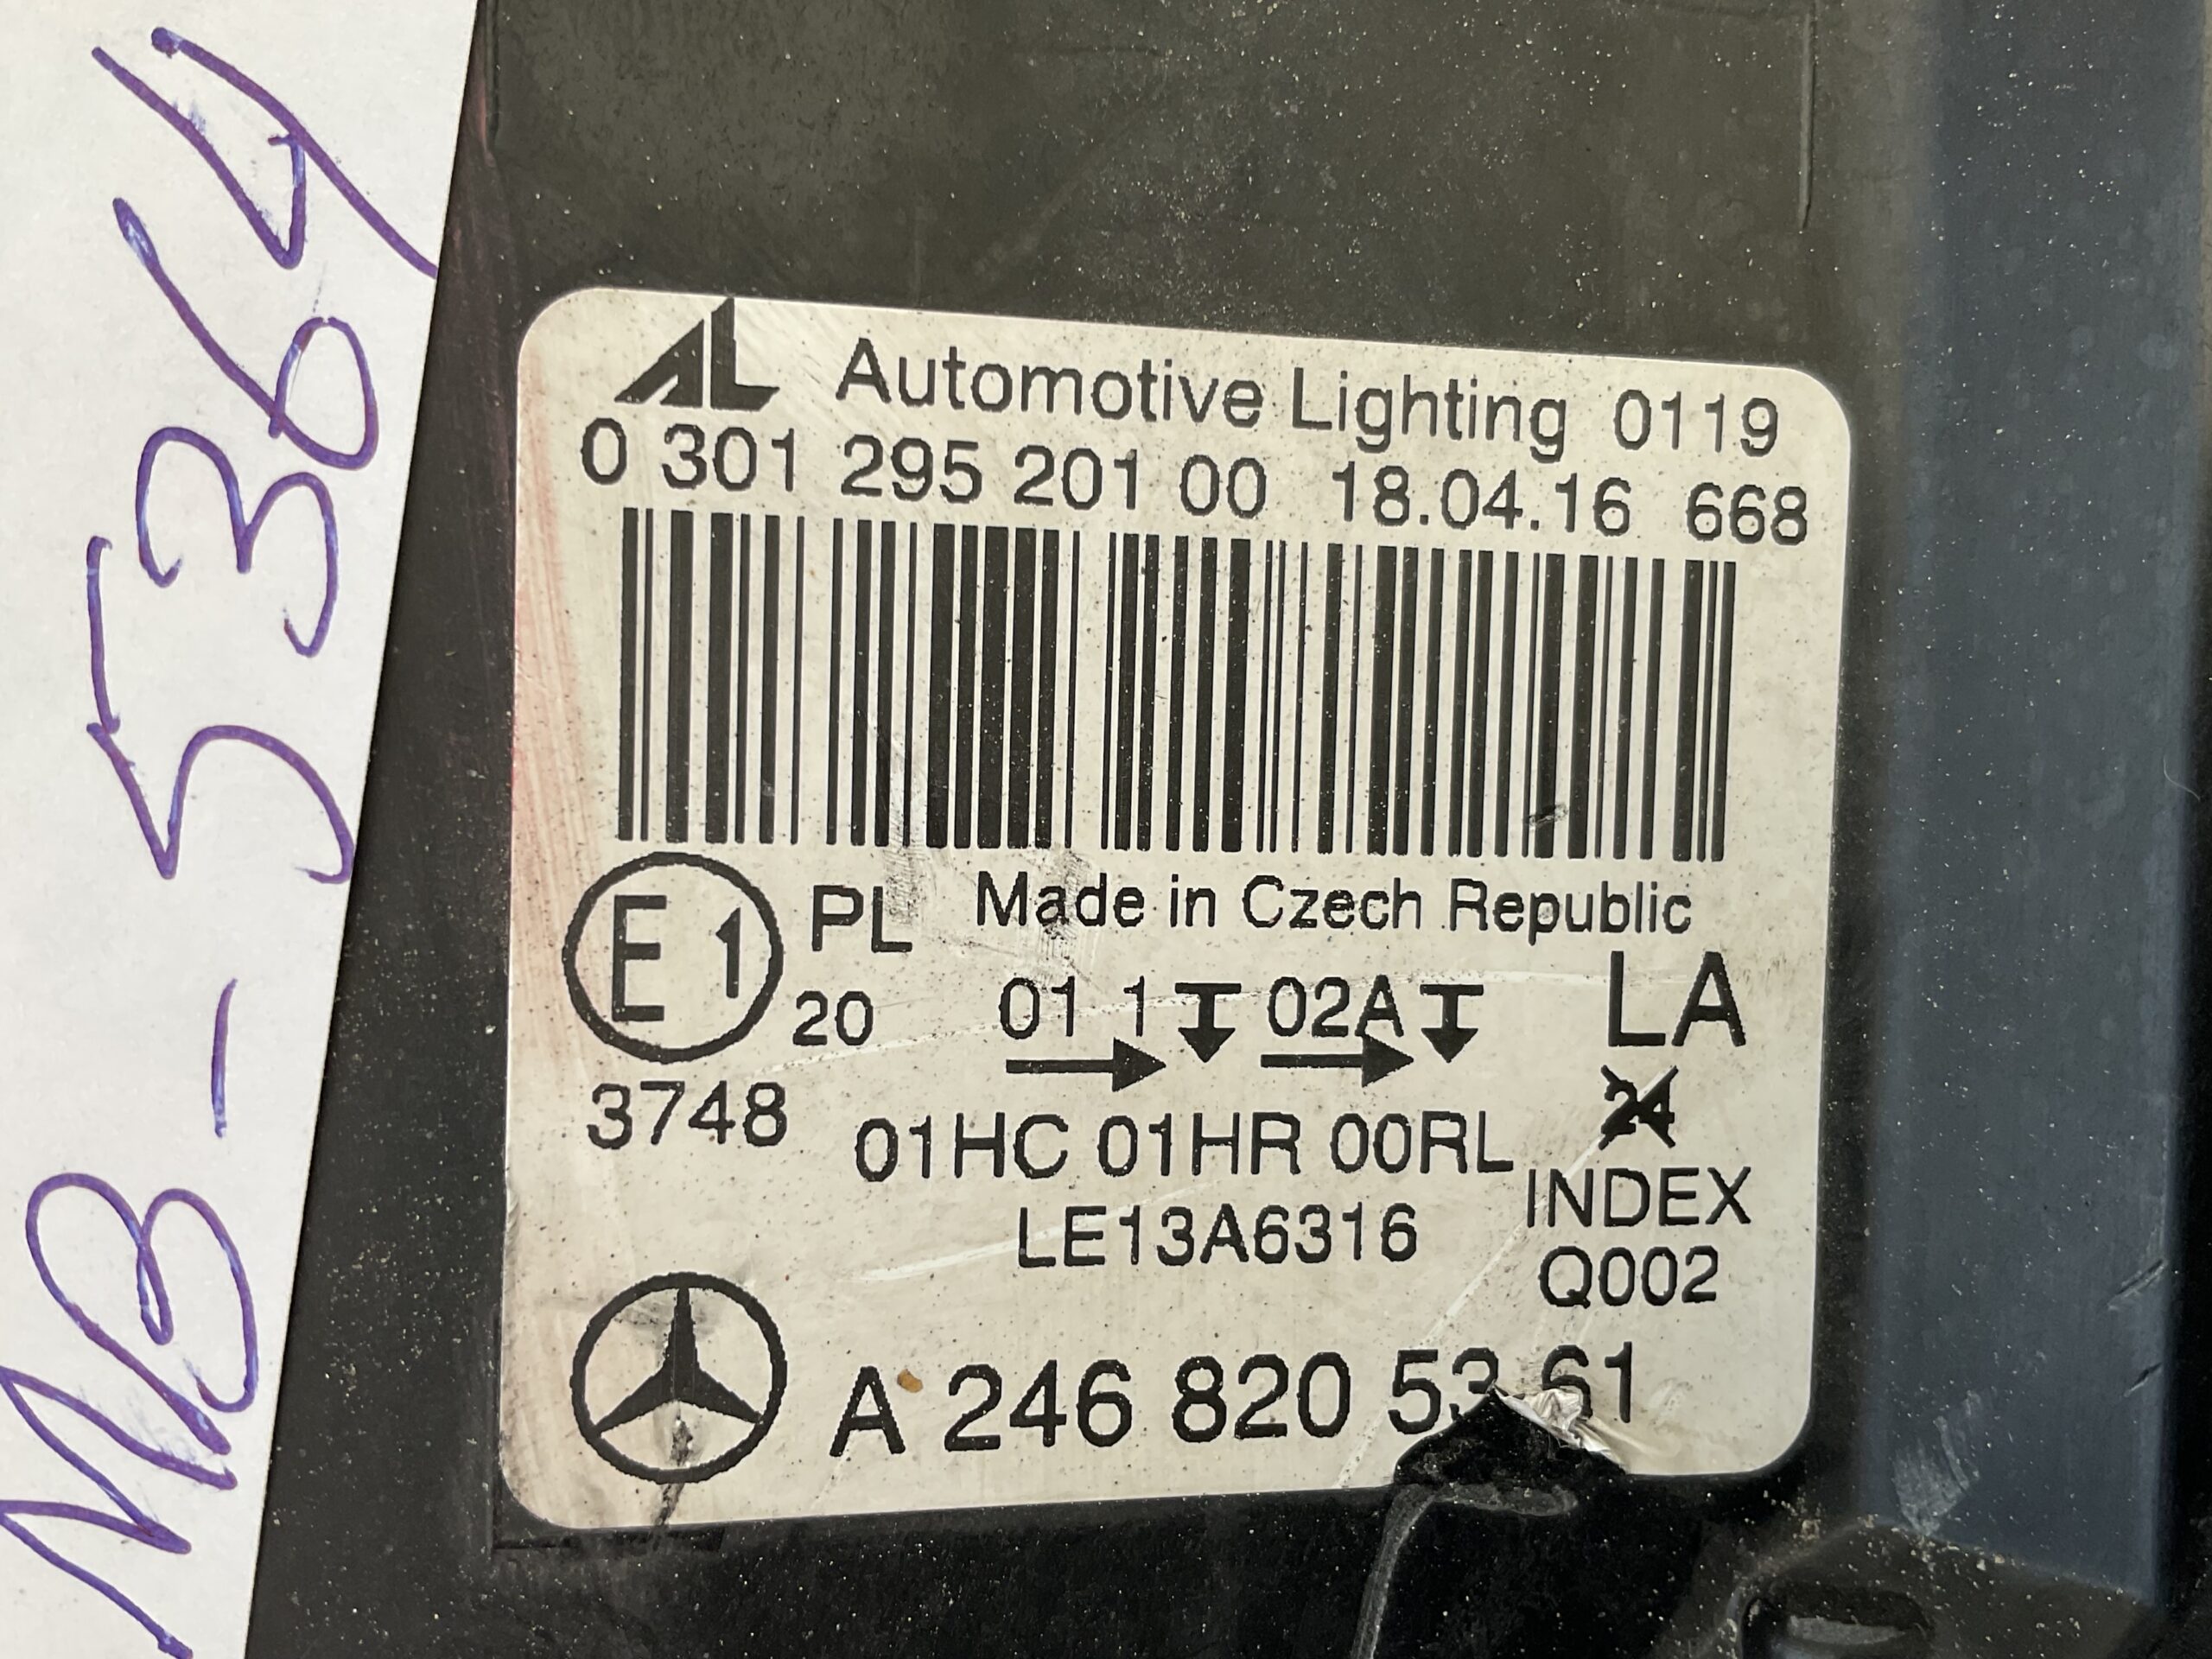 MB-5364
AL Automotive Lighting 0119
0 301 295 201 00 18.04.16 668
E1 PL Made in Czech Republic
20 01 1 02A LA
3748 24
01HC 01HR 00RL INDEX
LE13A6316 Q002
A 246 820 53 61